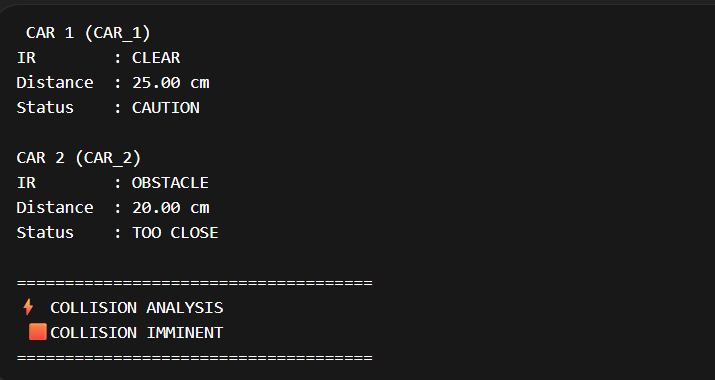 CAR 1 (CAR_1)
IR : CLEAR
Distance : 25.00 cm
Status : CAUTION
CAR 2 (CAR_2)
IR : OBSTACLE
Distance : 20.00 cm
Status : TOO CLOSE
=====================================
⚡ COLLISION ANALYSIS
🟥COLLISION IMMINENT
=====================================